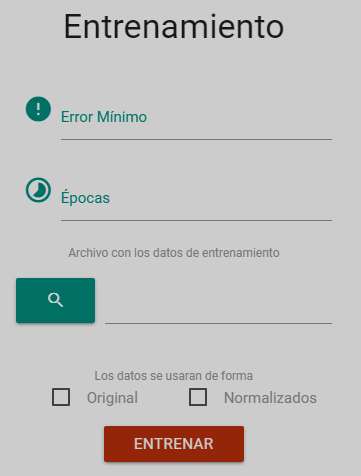 Entrenamiento
Error Mínimo
Épocas
Archivo con los datos de entrenamiento
Los datos se usaran de forma
Original Normalizados
ENTRENAR